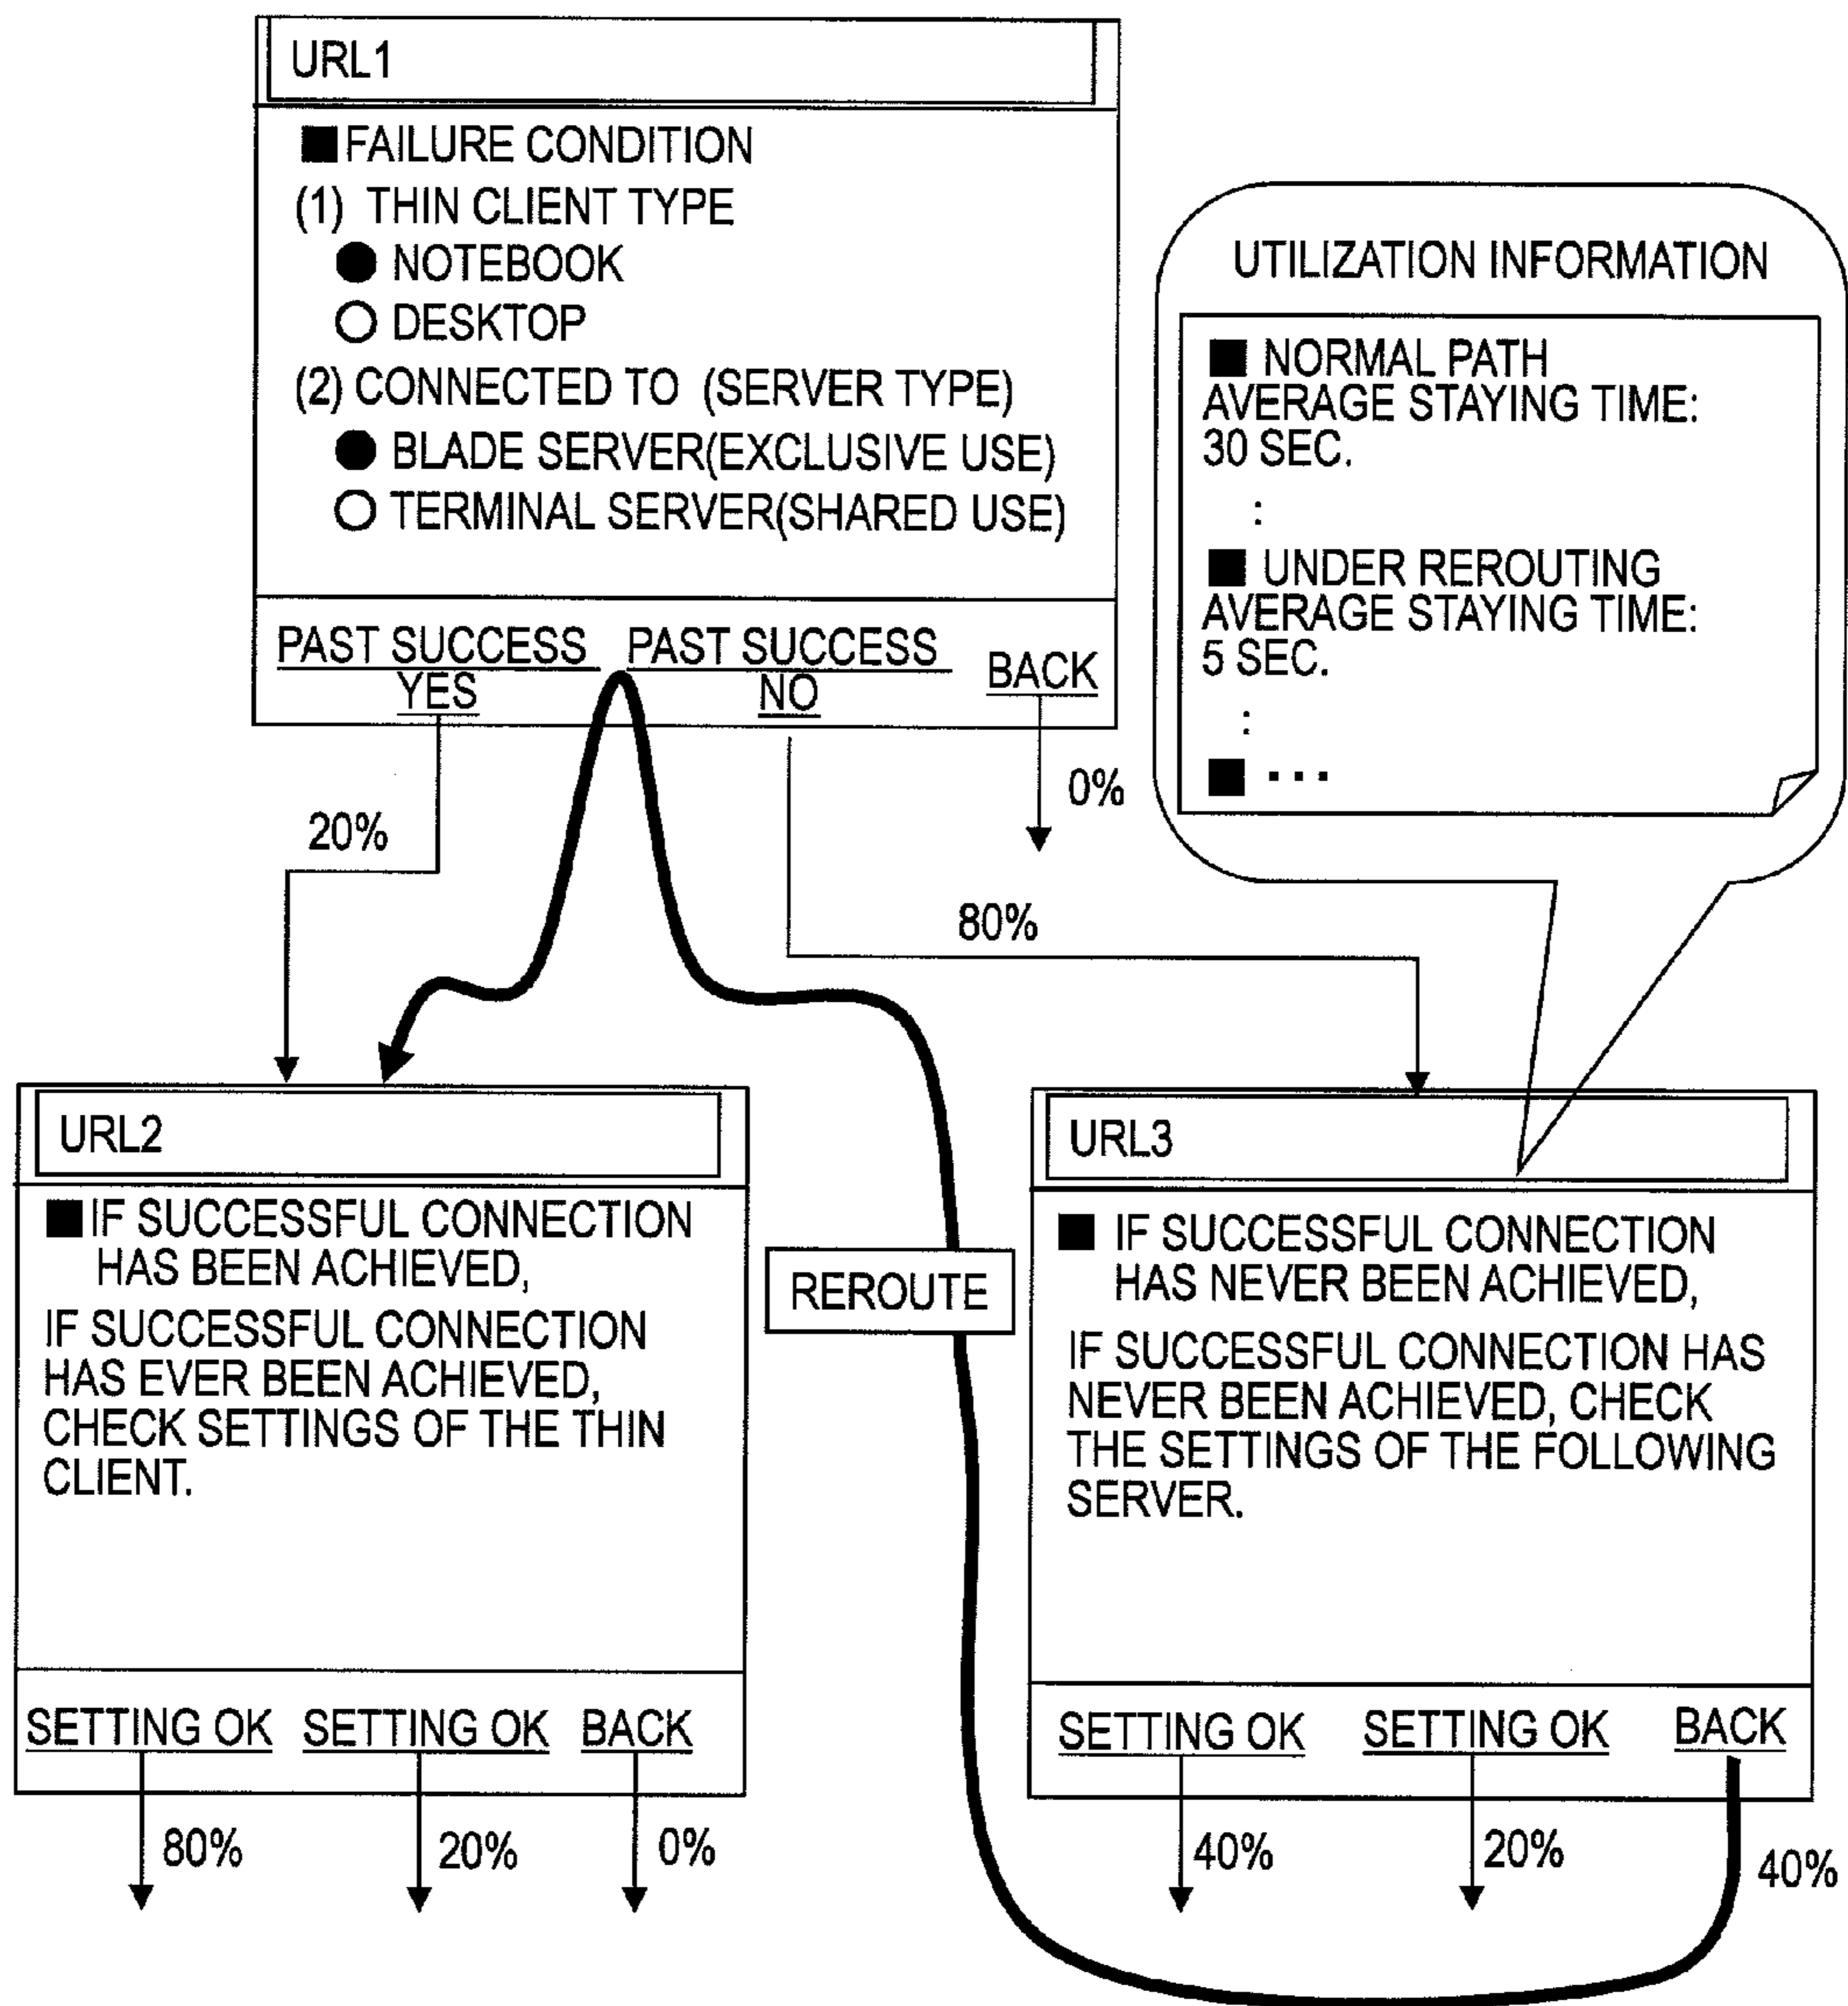 URL1
■ FAILURE CONDITION
(1) THIN CLIENT TYPE
● NOTEBOOK
○ DESKTOP
(2) CONNECTED TO (SERVER TYPE)
● BLADE SERVER(EXCLUSIVE USE)
○ TERMINAL SERVER(SHARED USE)
PAST SUCCESS
YES
PAST SUCCESS
NO
BACK
UTILIZATION INFORMATION
■ NORMAL PATH
AVERAGE STAYING TIME:
30 SEC.
:
■ UNDER REROUTING
AVERAGE STAYING TIME:
5 SEC.
:
■ ...
20%
0%
80%
URL2
■ IF SUCCESSFUL CONNECTION
HAS BEEN ACHIEVED,
IF SUCCESSFUL CONNECTION
HAS EVER BEEN ACHIEVED,
CHECK SETTINGS OF THE THIN
CLIENT.
SETTING OK SETTING OK BACK
80% 20% 0%
REROUTE
URL3
■ IF SUCCESSFUL CONNECTION
HAS NEVER BEEN ACHIEVED,
IF SUCCESSFUL CONNECTION HAS
NEVER BEEN ACHIEVED, CHECK
THE SETTINGS OF THE FOLLOWING
SERVER.
SETTING OK SETTING OK BACK
40% 20% 40%